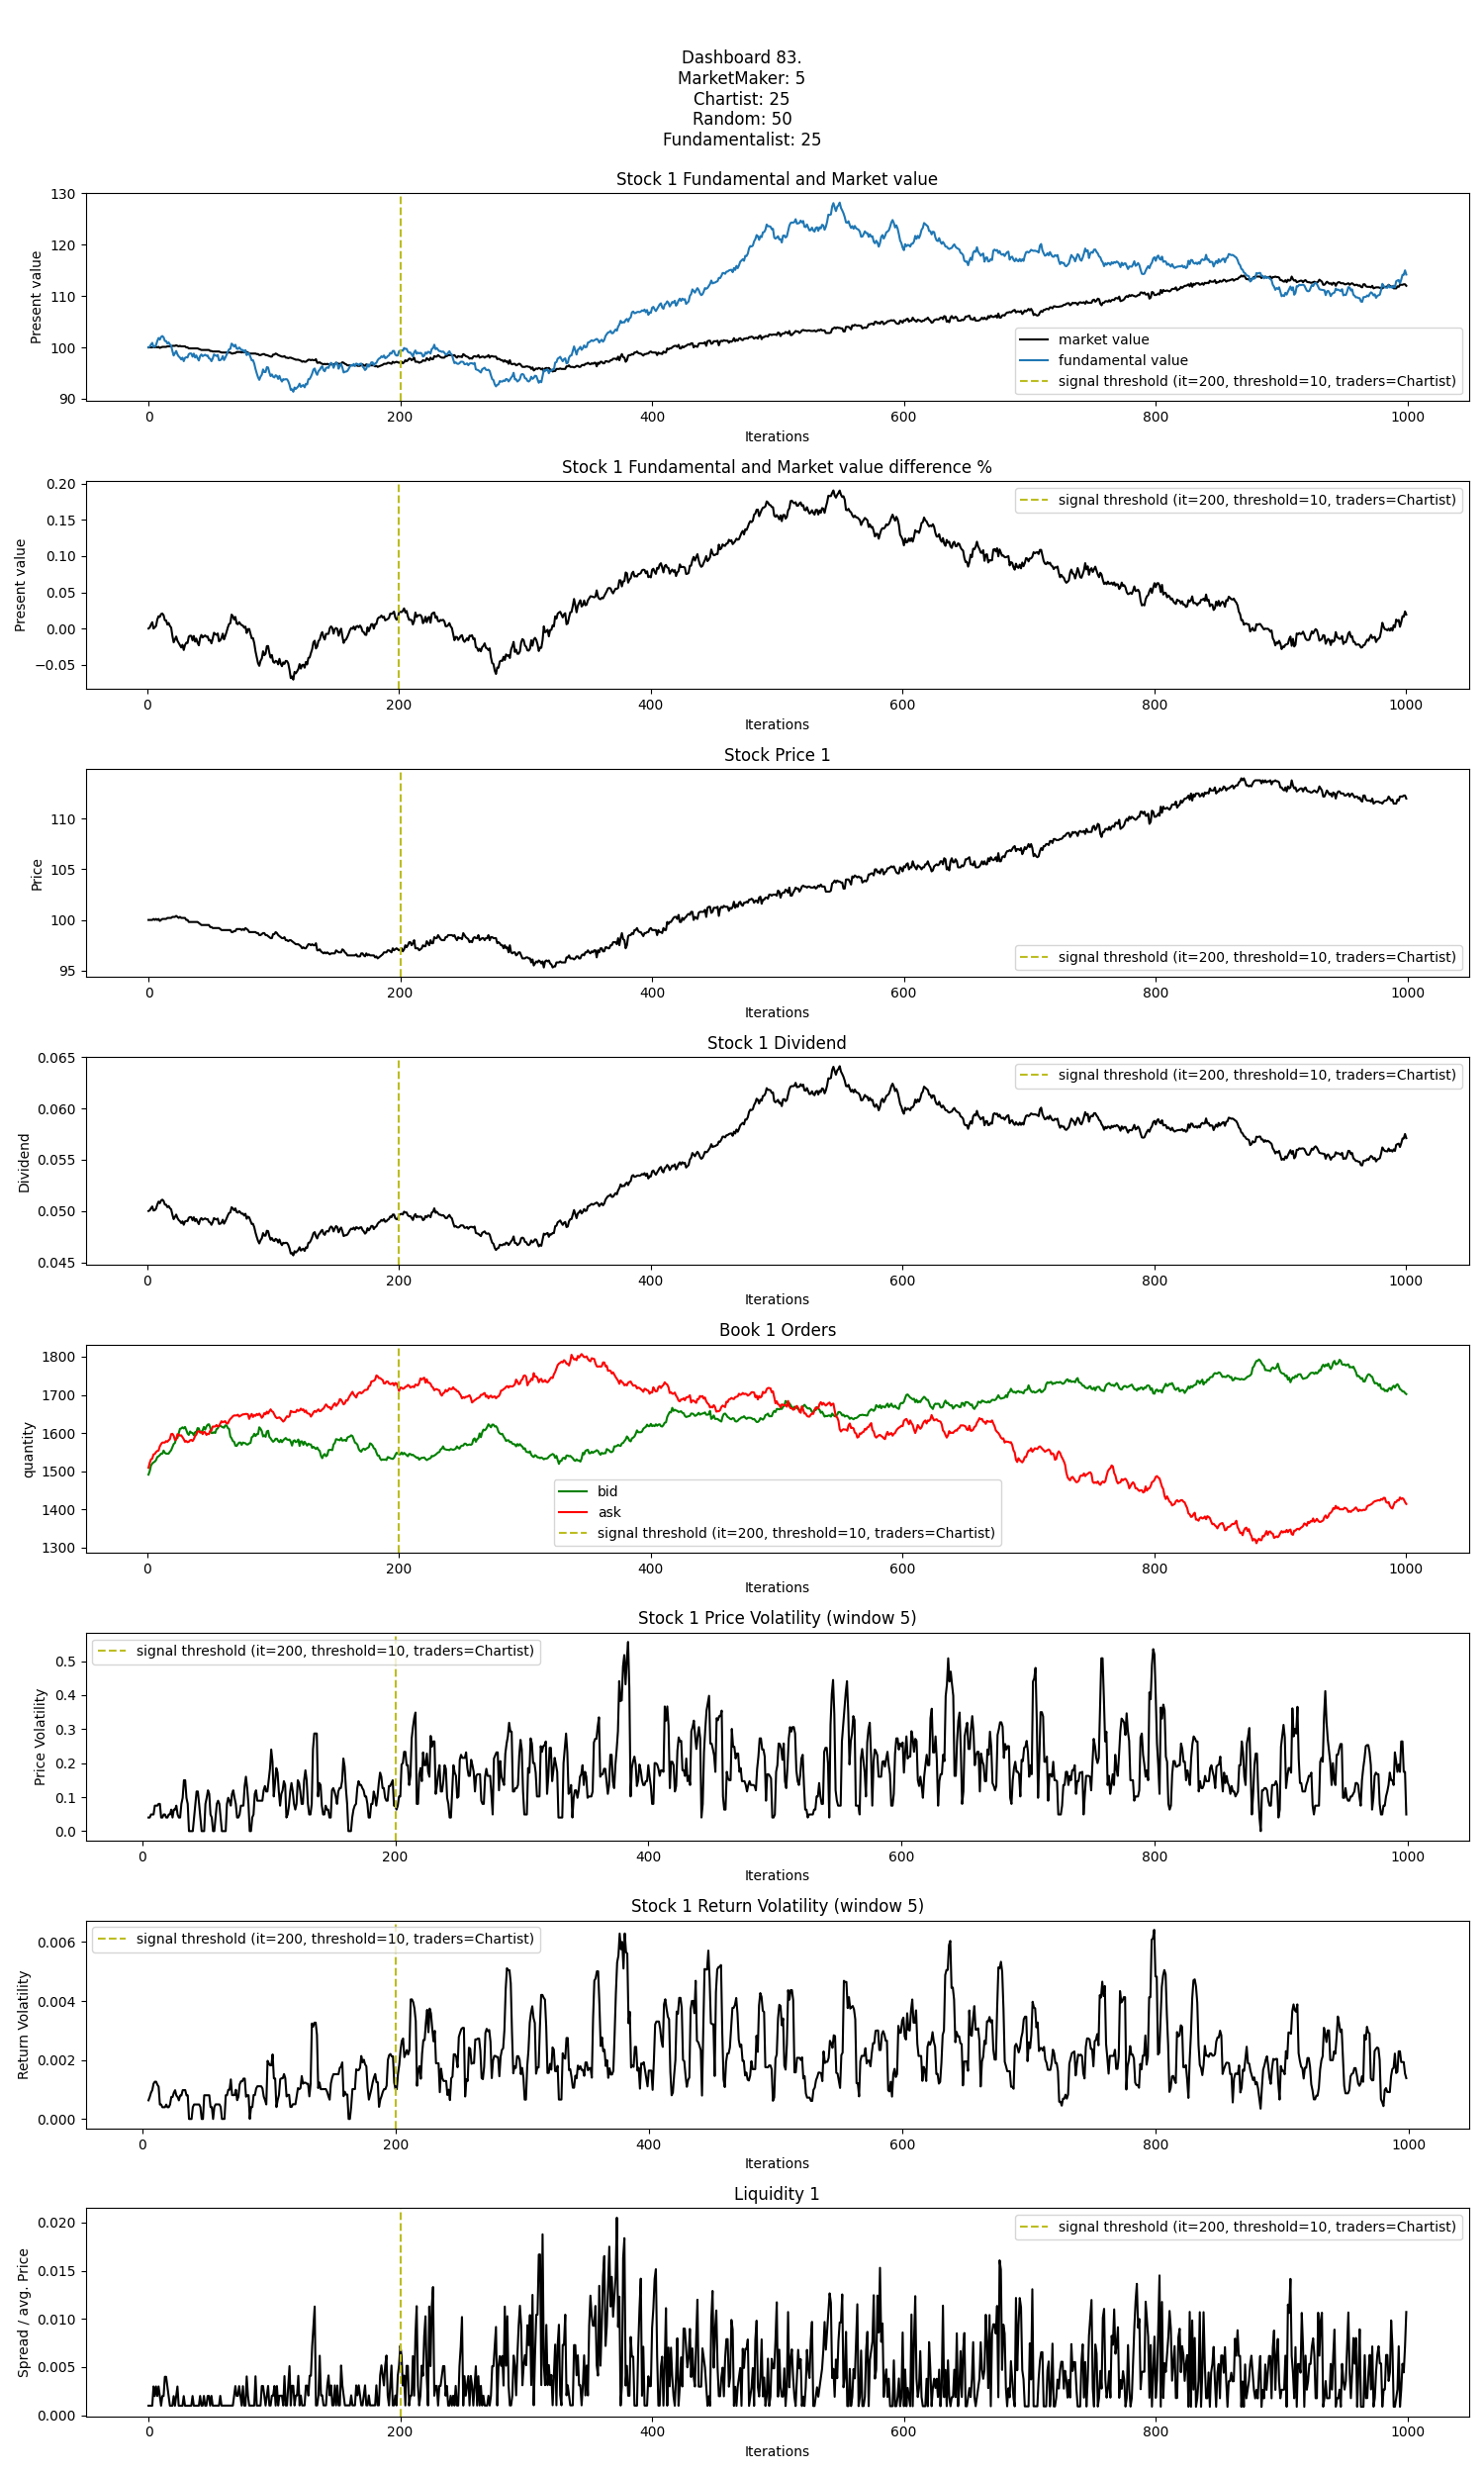 Dashboard 83.
MarketMaker: 5
Chartist: 25
Random: 50
Fundamentalist: 25
Stock 1 Fundamental and Market value
130
120
110
100
90
Present value
market value
fundamental value
signal threshold (it=200, threshold=10, traders=Chartist)
0 200 400 600 800 1000
Iterations
Stock 1 Fundamental and Market value difference %
0.20
0.15
0.10
0.05
0.00
−0.05
Present value
signal threshold (it=200, threshold=10, traders=Chartist)
0 200 400 600 800 1000
Iterations
Stock Price 1
110
105
100
95
Price
signal threshold (it=200, threshold=10, traders=Chartist)
0 200 400 600 800 1000
Iterations
Stock 1 Dividend
0.065
0.060
0.055
0.050
0.045
Dividend
signal threshold (it=200, threshold=10, traders=Chartist)
0 200 400 600 800 1000
Iterations
Book 1 Orders
1800
1700
1600
1500
1400
1300
quantity
bid
ask
signal threshold (it=200, threshold=10, traders=Chartist)
0 200 400 600 800 1000
Iterations
Stock 1 Price Volatility (window 5)
0.5
0.4
0.3
0.2
0.1
0.0
Price Volatility
signal threshold (it=200, threshold=10, traders=Chartist)
0 200 400 600 800 1000
Iterations
Stock 1 Return Volatility (window 5)
0.006
0.004
0.002
0.000
Return Volatility
signal threshold (it=200, threshold=10, traders=Chartist)
0 200 400 600 800 1000
Iterations
Liquidity 1
0.020
0.015
0.010
0.005
0.000
Spread / avg. Price
signal threshold (it=200, threshold=10, traders=Chartist)
0 200 400 600 800 1000
Iterations